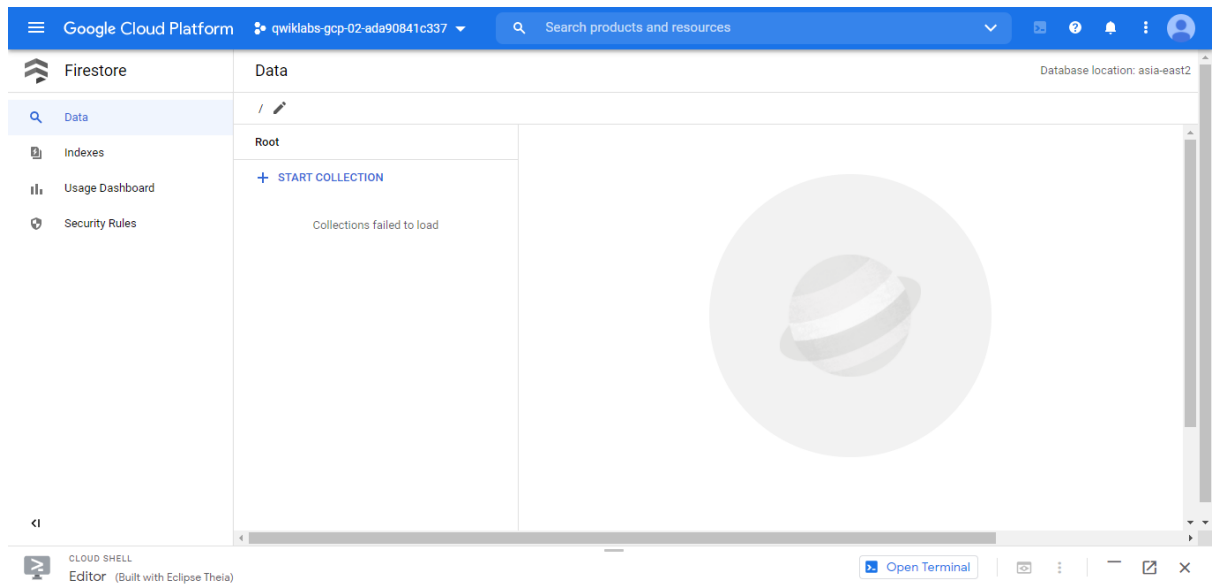 Google Cloud Platform qwiklabs-gcp-02-ada90841c337 Search products and resources
Firestore
Data
Indexes
Usage Dashboard
Security Rules
Data Database location: asia-east2
/
Root
+ START COLLECTION
Collections failed to load
CLOUD SHELL
Editor (Built with Eclipse Theia)
Open Terminal